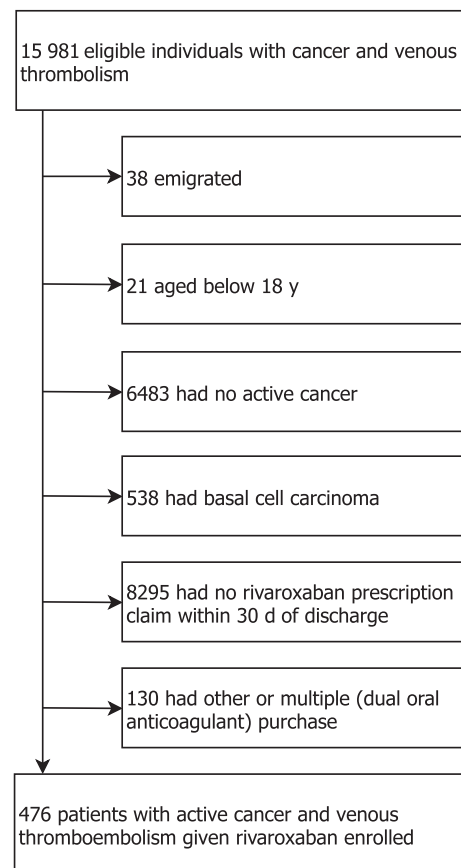 15 981 eligible individuals with cancer and venous
thrombolism
38 emigrated
21 aged below 18 y
6483 had no active cancer
538 had basal cell carcinoma
8295 had no rivaroxaban prescription
claim within 30 d of discharge
130 had other or multiple (dual oral
anticoagulant) purchase
476 patients with active cancer and venous
thromboembolism given rivaroxaban enrolled